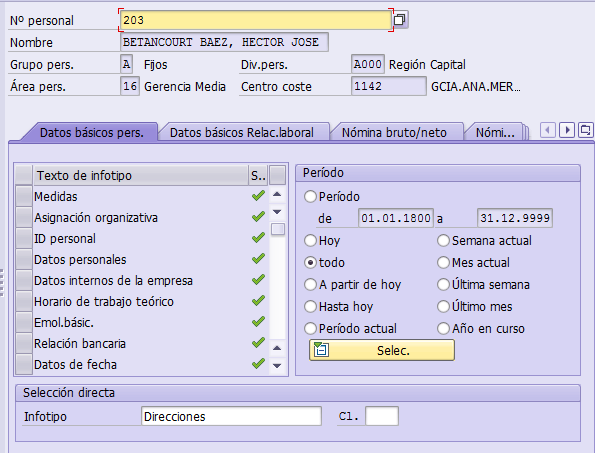 Nº personal 203
Nombre BETANCOURT BAEZ, HECTOR JOSE
Grupo pers. A Fijos Div.pers. A000 Región Capital
Área pers. 16 Gerencia Media Centro coste 1142 GCIA.ANA.MER...
Datos básicos pers. Datos básicos Relac.laboral Nómina bruto/neto Nómi...
Texto de infotipo S..
Medidas
Asignación organizativa
ID personal
Datos personales
Datos internos de la empresa
Horario de trabajo teórico
Emol.básic.
Relación bancaria
Datos de fecha
Período
Período
de 01.01.1800 a 31.12.9999
Hoy Semana actual
todo Mes actual
A partir de hoy Última semana
Hasta hoy Último mes
Período actual Año en curso
Selec.
Selección directa
Infotipo Direcciones Cl.